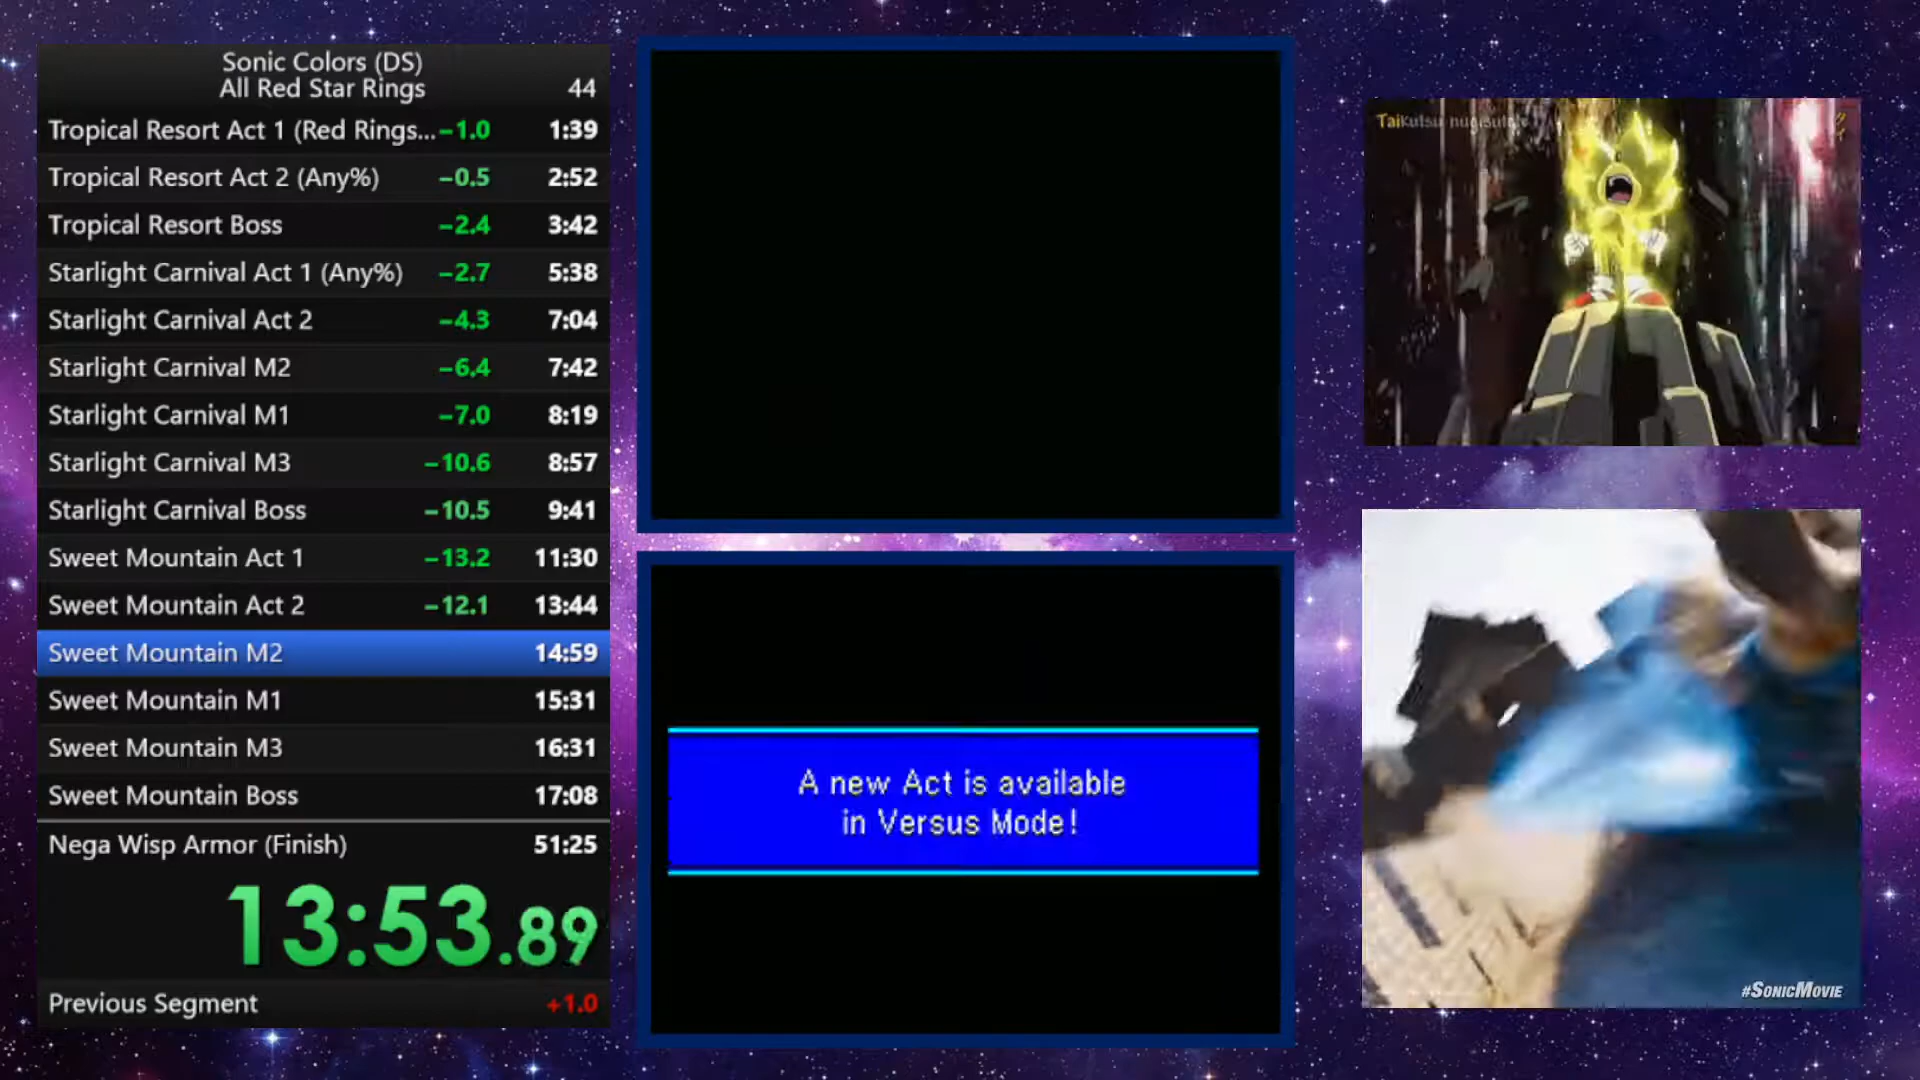 Sonic Colors (DS)
All Red Star Rings 44
Tropical Resort Act 1 (Red Rings... −1.0 1:39
Tropical Resort Act 2 (Any%) −0.5 2:52
Tropical Resort Boss −2.4 3:42
Starlight Carnival Act 1 (Any%) −2.7 5:38
Starlight Carnival Act 2 −4.3 7:04
Starlight Carnival M2 −6.4 7:42
Starlight Carnival M1 −7.0 8:19
Starlight Carnival M3 −10.6 8:57
Starlight Carnival Boss −10.5 9:41
Sweet Mountain Act 1 −13.2 11:30
Sweet Mountain Act 2 −12.1 13:44
Sweet Mountain M2 14:59
Sweet Mountain M1 15:31
Sweet Mountain M3 16:31
Sweet Mountain Boss 17:08
Nega Wisp Armor (Finish) 51:25
13:53.89
Previous Segment +1.0
A new Act is available
in Versus Mode!
#SonicMovie